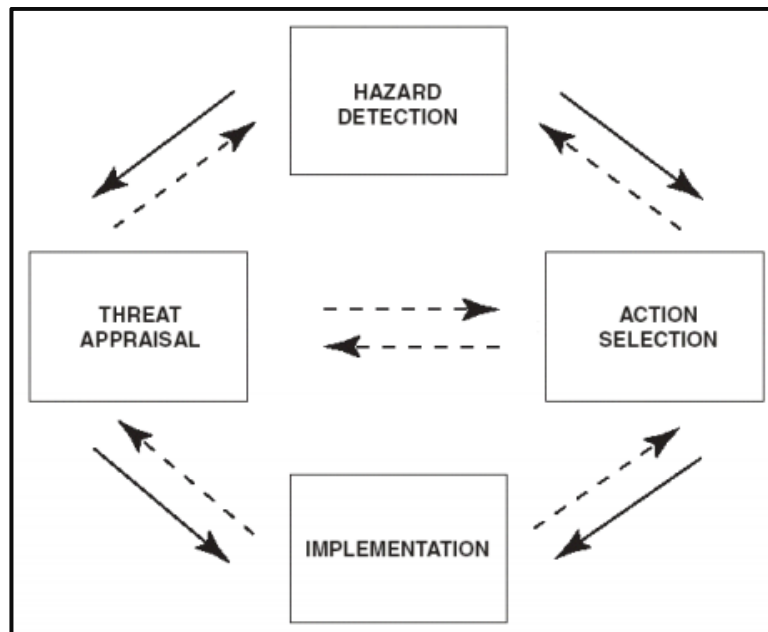 HAZARD
DETECTION
THREAT
APPRAISAL
ACTION
SELECTION
IMPLEMENTATION